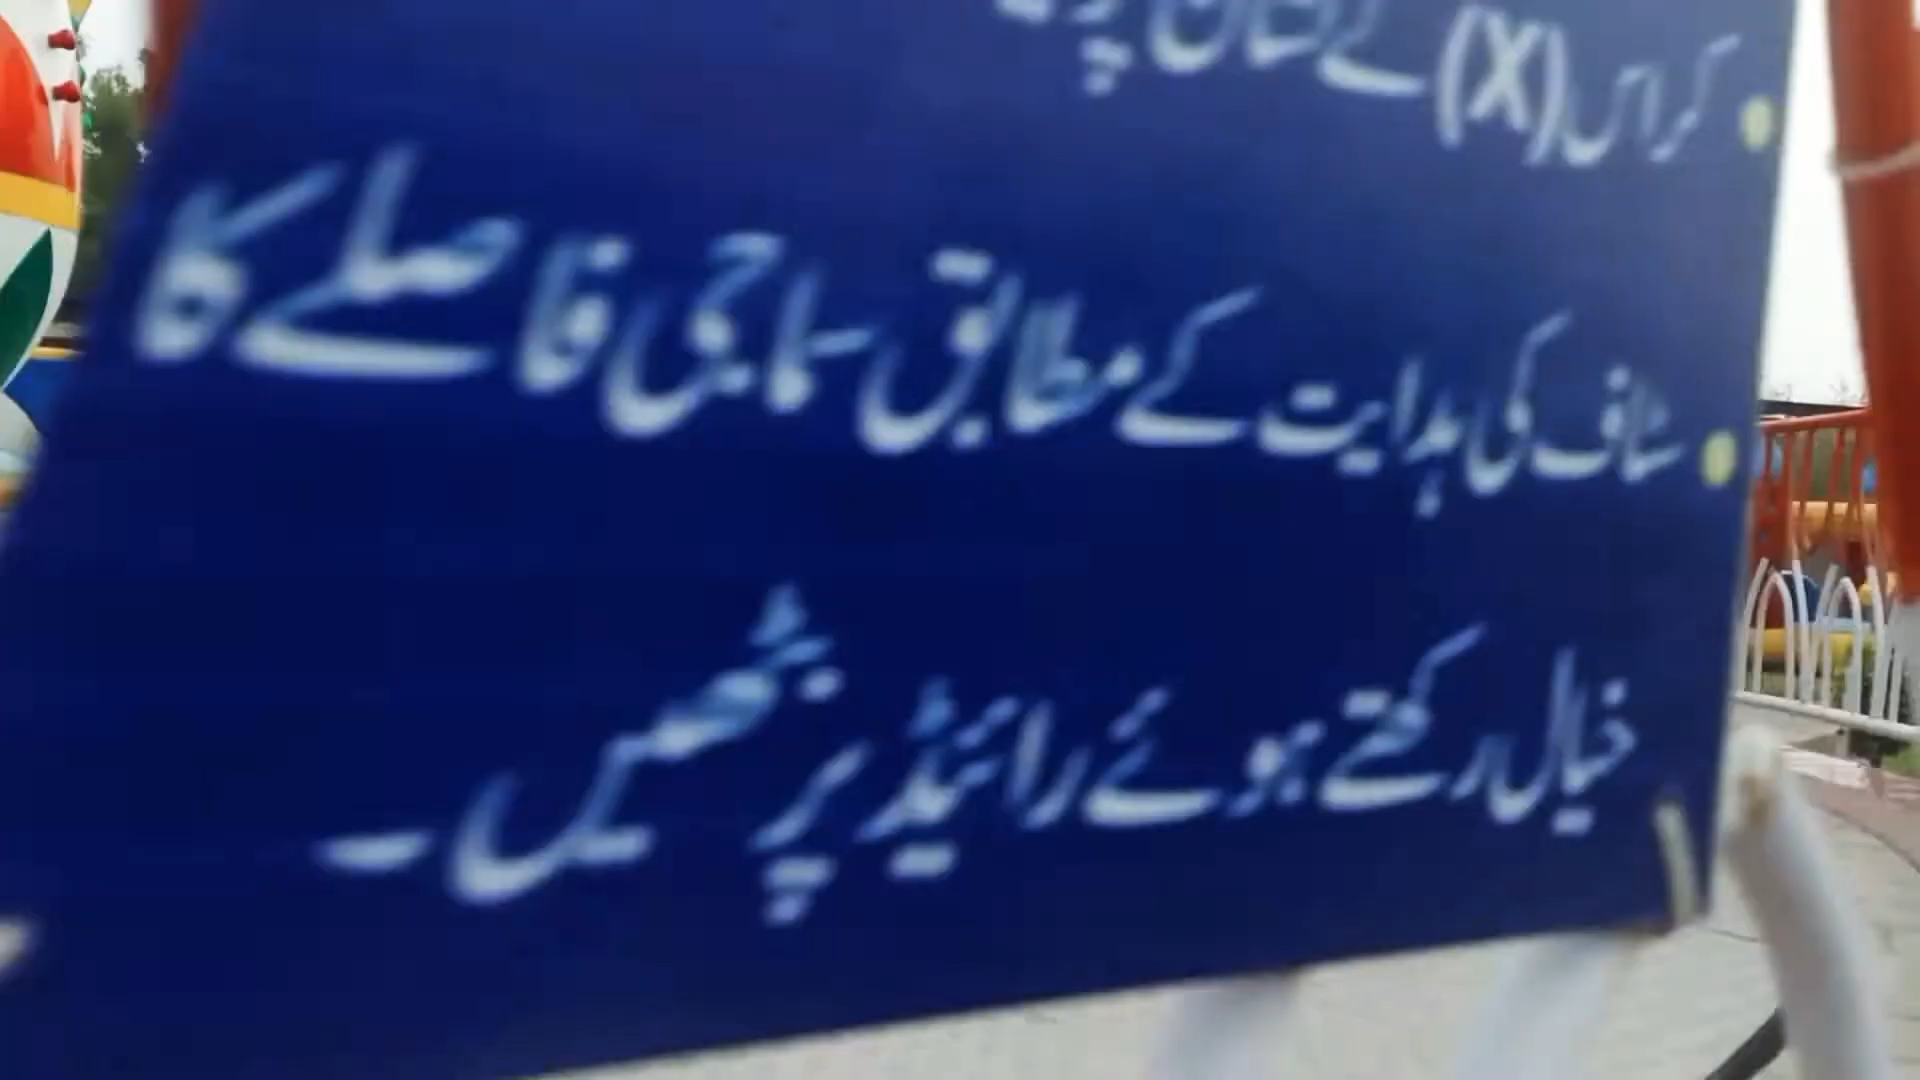 کراس (X) کے نشان پر
سٹاف کی ہدایت کے مطابق سماجی فاصلے کا
خیال رکھتے ہوئے رائیڈ پر بیٹھیں۔